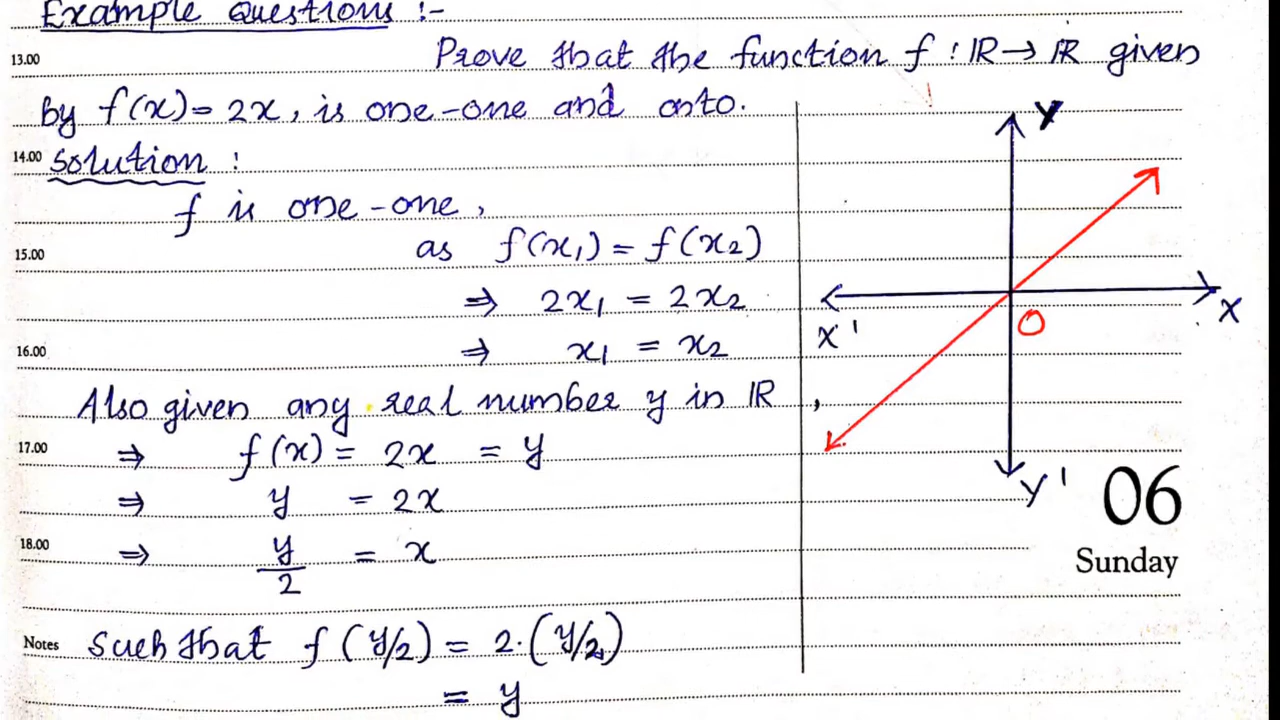 Example Questions :-
13.00 Prove that the function f : IR → IR given
by f(x) = 2x, is one-one and onto.
14.00 Solution :
f is one-one,
15.00 as f(x₁) = f(x₂)
⇒ 2x₁ = 2x₂
16.00 ⇒ x₁ = x₂
Also given any real number y in IR ,
17.00 ⇒ f(x) = 2x = y
⇒ y = 2x
18.00 ⇒ y/2 = x
Notes Such that f(y/2) = 2.(y/2)
= y
Y
X' O X
Y'
06
Sunday